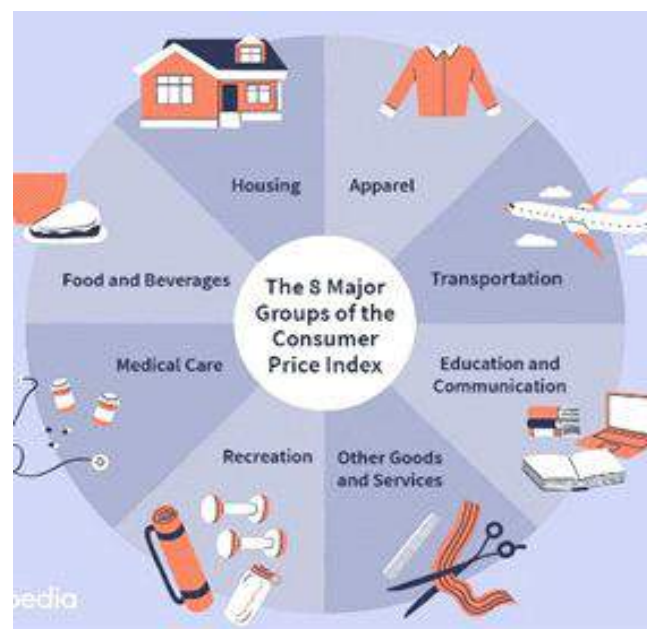 Housing
Apparel
Food and Beverages
The 8 Major
Groups of the
Consumer
Price Index
Transportation
Medical Care
Education and
Communication
Recreation
Other Goods
and Services
pedia